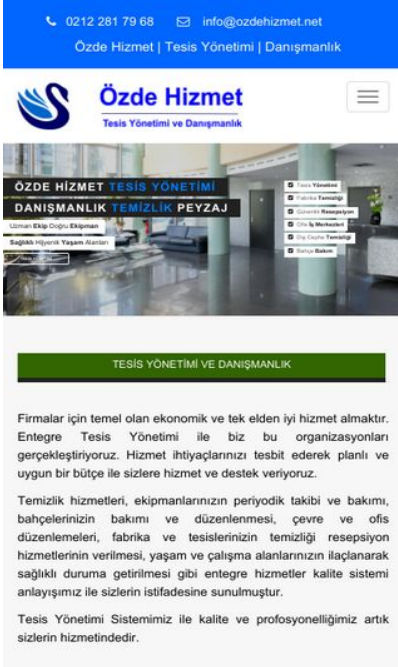 0212 281 79 68 info@ozdehizmet.net
Özde Hizmet | Tesis Yönetimi | Danışmanlık
Özde Hizmet
Tesis Yönetimi ve Danışmanlık
ÖZDE HİZMET TESİS YÖNETİMİ
DANIŞMANLIK TEMİZLİK PEYZAJ
Uzman Ekip Doğru Ekipman
Sağlıklı Hijyenik Yaşam Alanları
Tesis Yönetimi
Fabrika Temizliği
Güvenlik Resepsiyon
Ofis İş Merkezleri
Dış Cephe Temizliği
Bahçe Bakım
TESİS YÖNETİMİ VE DANIŞMANLIK
Firmalar için temel olan ekonomik ve tek elden iyi hizmet almaktır.
Entegre Tesis Yönetimi ile biz bu organizasyonları
gerçekleştiriyoruz. Hizmet ihtiyaçlarınızı tesbit ederek planlı ve
uygun bir bütçe ile sizlere hizmet ve destek veriyoruz.
Temizlik hizmetleri, ekipmanlarınızın periyodik takibi ve bakımı,
bahçelerinizin bakımı ve düzenlenmesi, çevre ve ofis
düzenlemeleri, fabrika ve tesislerinizin temizliği resepsiyon
hizmetlerinin verilmesi, yaşam ve çalışma alanlarınızın ilaçlanarak
sağlıklı duruma getirilmesi gibi entegre hizmetler kalite sistemi
anlayışımız ile sizlerin istifadesine sunulmuştur.
Tesis Yönetimi Sistemimiz ile kalite ve profosyonelliğimiz artık
sizlerin hizmetindedir.